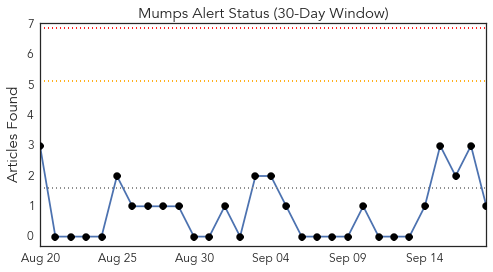 Mumps Alert Status (30-Day Window)
Articles Found
7
6
5
4
3
2
1
0
Aug 20
Aug 25
Aug 30
Sep 04
Sep 09
Sep 14